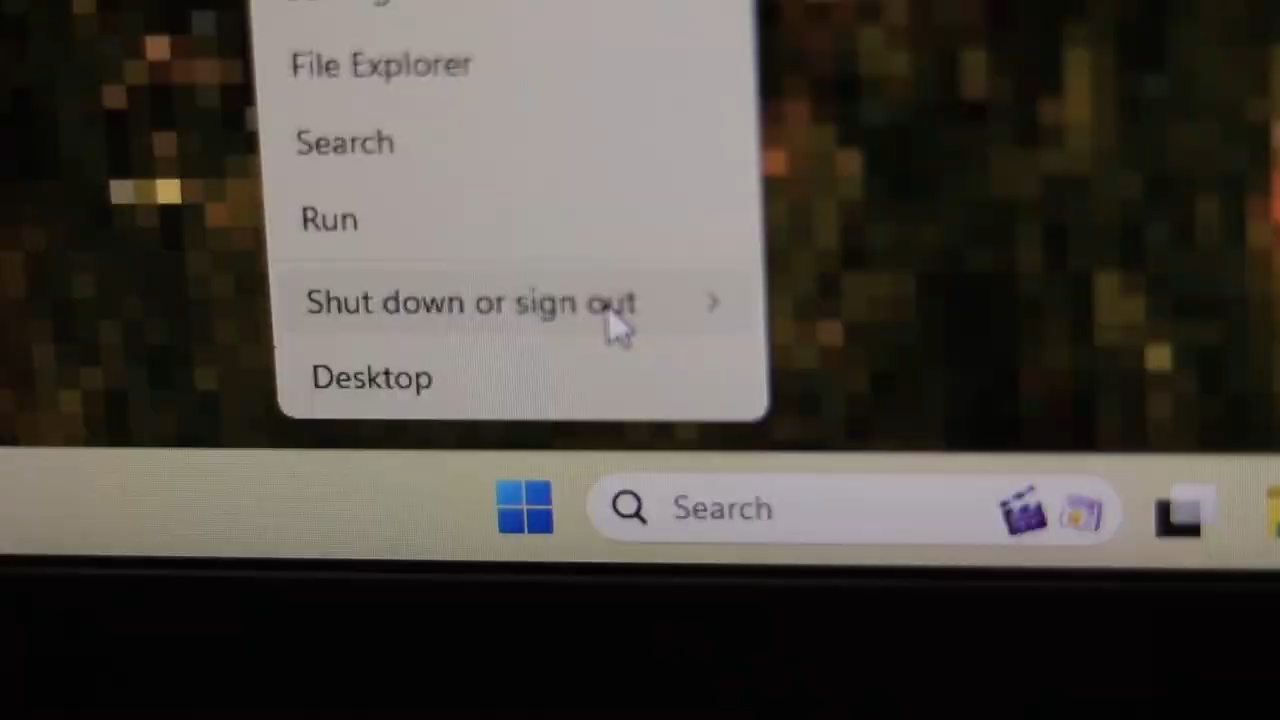 File Explorer
Search
Run
Shut down or sign out
Desktop
Search